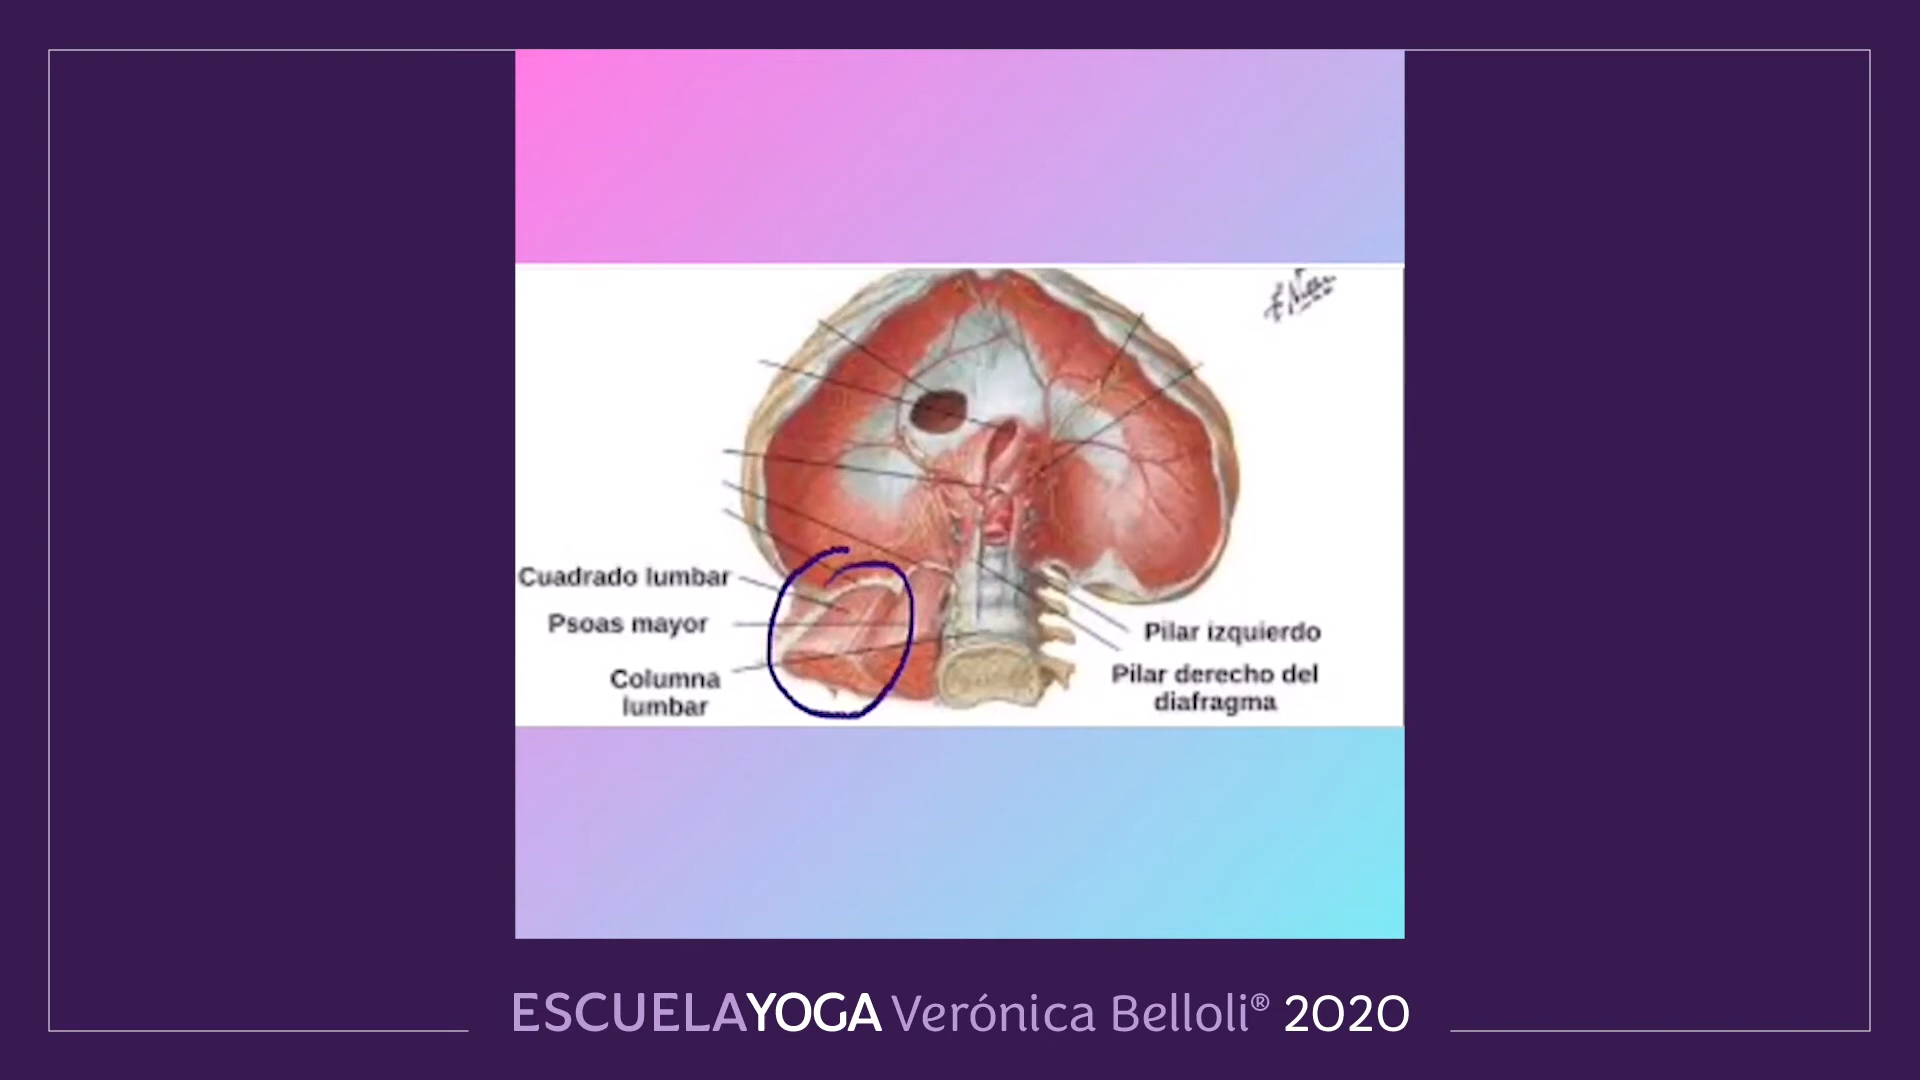 Cuadrado lumbar
Psoas mayor
Columna
lumbar
Pilar izquierdo
Pilar derecho del
diafragma
ESCUELAYOGA Verónica Belloli® 2020